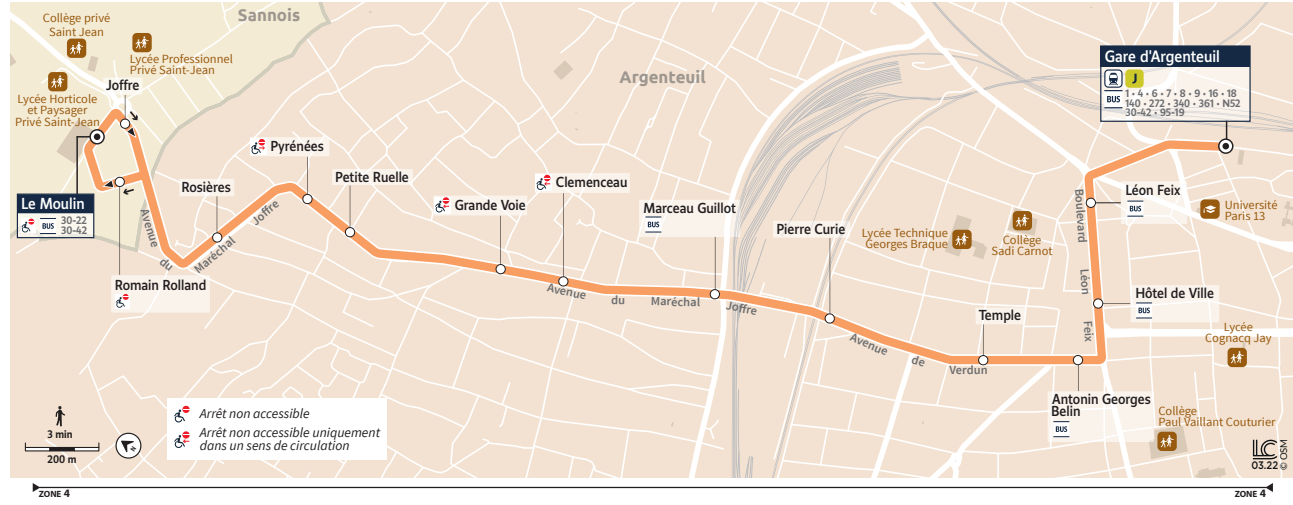 Sannois
Collège privé
Saint Jean
Lycée Professionnel
Privé Saint-Jean
Joffre
Lycée Horticole
et Paysager
Privé Saint-Jean
Le Moulin
BUS
30-22
30-42
Romain Rolland
Avenue
du
Maréchal
Joffre
Rosières
Pyrénées
Petite Ruelle
Grande Voie
Clemenceau
Argenteuil
Marceau Guillot
BUS
Avenue
du
Maréchal
Joffre
Pierre Curie
Lycée Technique
Georges Braque
Collège
Sadi Carnot
Avenue
de
Verdun
Temple
Antonin Georges
Belin
BUS
Boulevard
Léon
Feix
Hôtel de Ville
BUS
Léon Feix
BUS
Université
Paris 13
Gare d'Argenteuil
J
BUS
1 • 4 • 6 • 7 • 8 • 9 • 16 • 18
140 • 272 • 340 • 361 • N52
30-42 • 95-19
Lycée
Cognacq Jay
Collège
Paul Vaillant Couturier
3 min
200 m
Arrêt non accessible
Arrêt non accessible uniquement
dans un sens de circulation
LC
03.22 © OSM
ZONE 4
ZONE 4